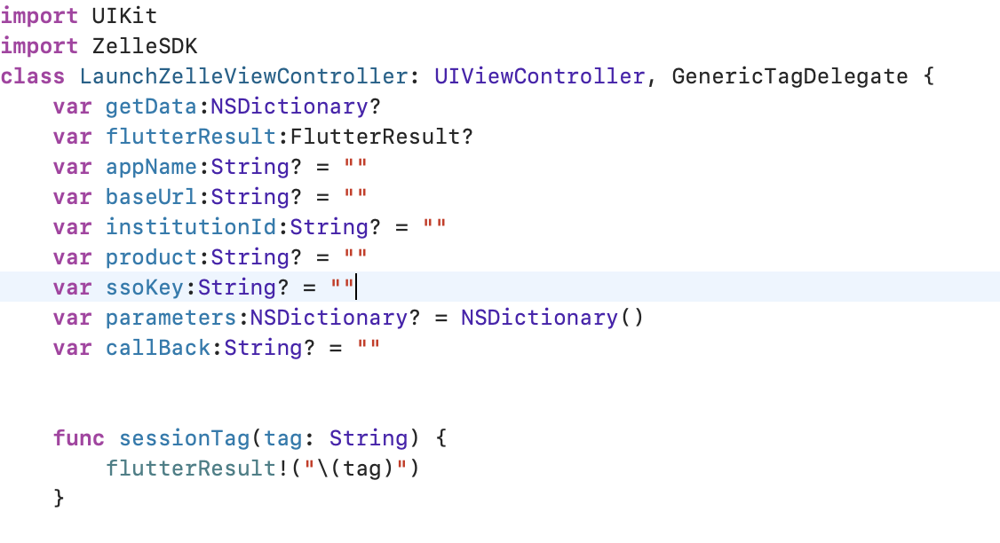 import UIKit
import ZelleSDK
class LaunchZelleViewController: UIViewController, GenericTagDelegate {
    var getData:NSDictionary?
    var flutterResult:FlutterResult?
    var appName:String? = ""
    var baseUrl:String? = ""
    var institutionId:String? = ""
    var product:String? = ""
    var ssoKey:String? = ""
    var parameters:NSDictionary? = NSDictionary()
    var callBack:String? = ""
    func sessionTag(tag: String) {
        flutterResult!("\(tag)")
    }